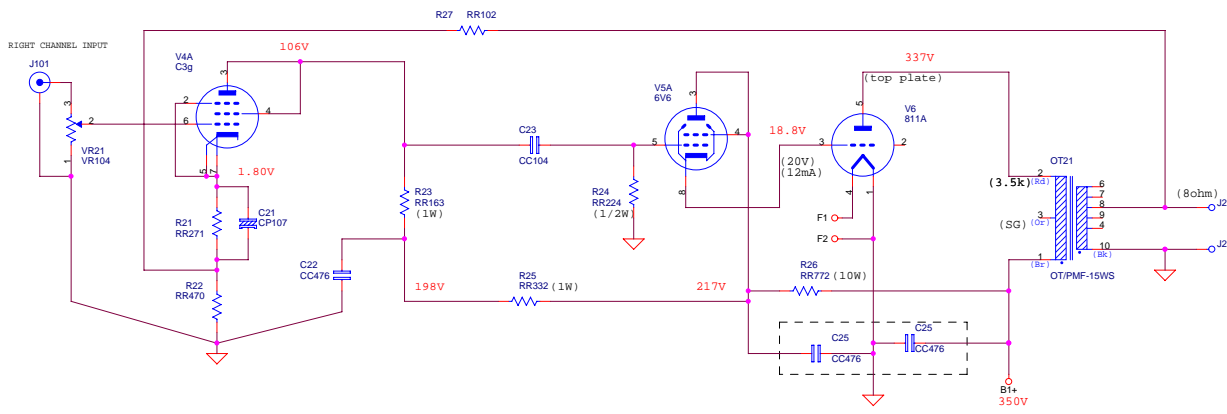 R27 RR102
RIGHT CHANNEL INPUT
J101
V4A
C3g
106V
3
2
4
6
5
7
3
2
1
VR21
VR104
1.80V
R21
RR271
C21
CP107
R22
RR470
C22
CC476
R23
RR163
(1W)
198V
R25
RR332 (1W)
C23
CC104
R24
RR224
(1/2W)
V5A
6V6
3
5
4
8
18.8V
(20V)
(12mA)
337V
(top plate)
V6
811A
5
3
2
4
1
F1
F2
217V
R26
RR772 (10W)
C25
CC476
C25
CC476
B1+
350V
OT21
(3.5k)
2
(Rd)
(SG)
3
(Or)
1
(Br)
6
7
8
9
4
10
(Bk)
OT/PMF-15WS
(8ohm)
J2
J2